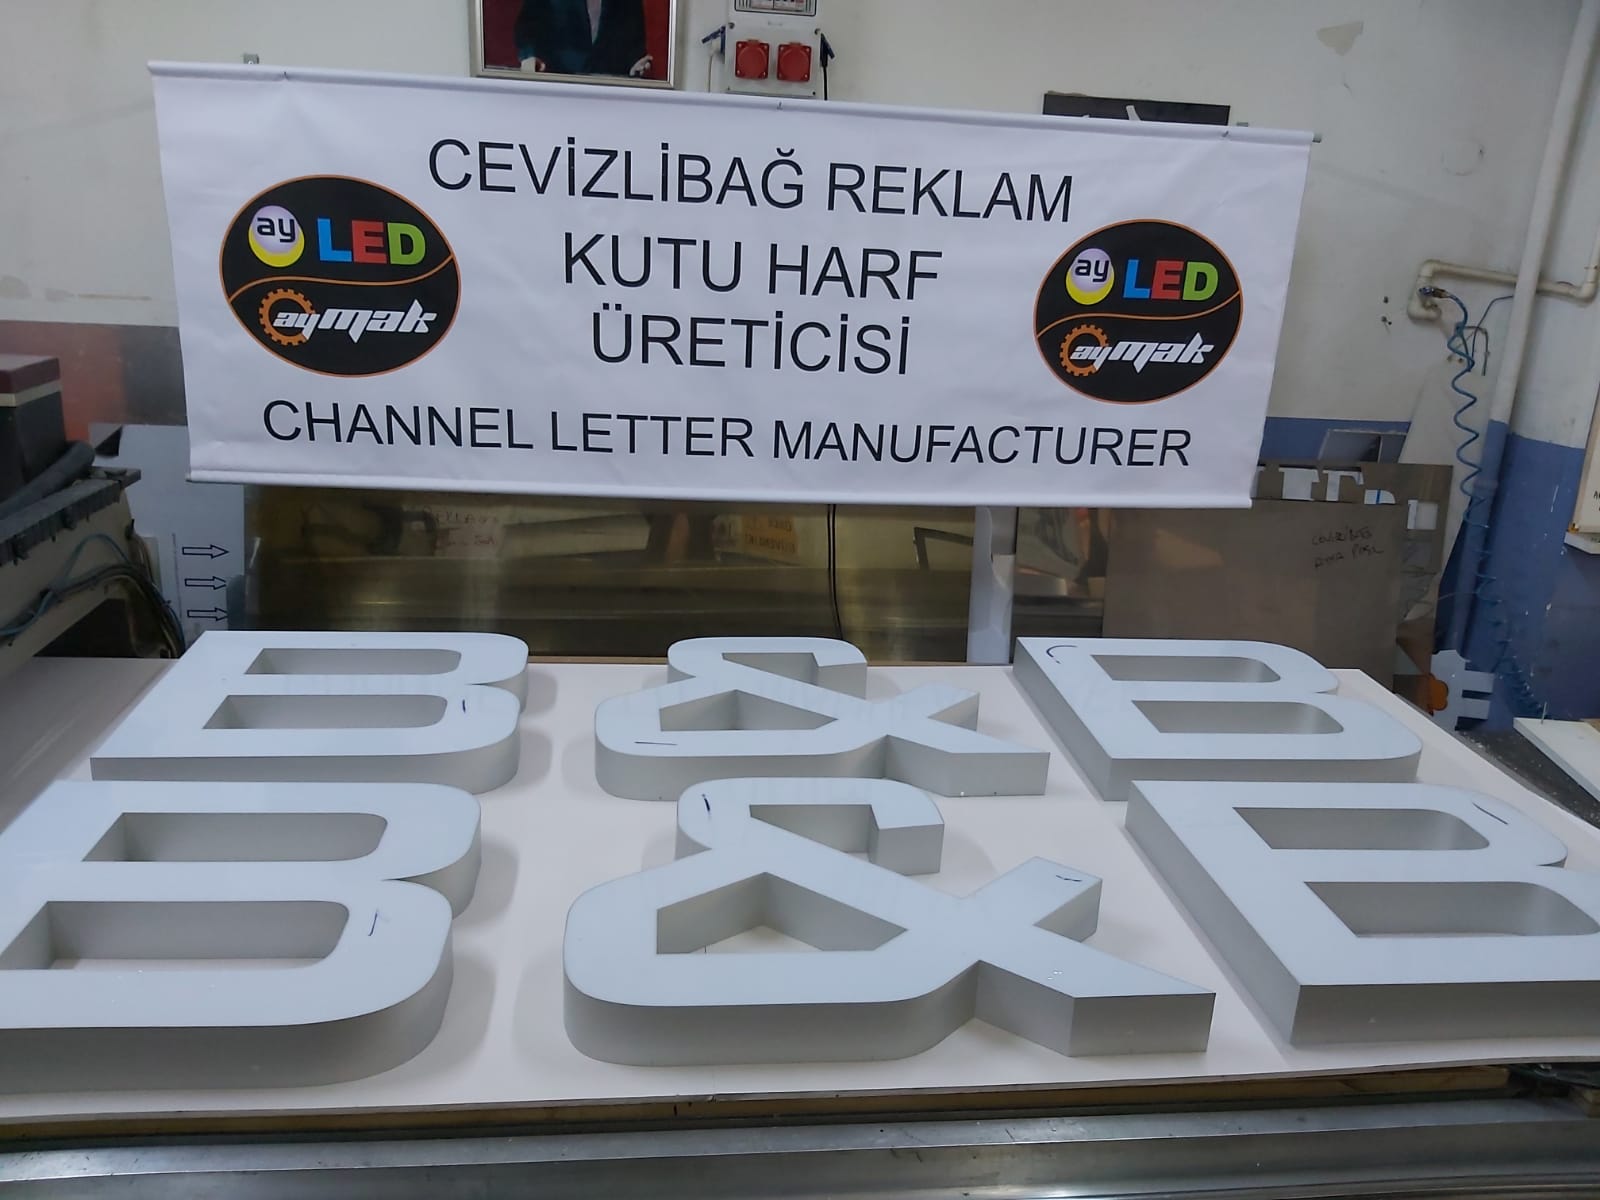 CEVİZLİBAĞ REKLAM
KUTU HARF
ÜRETİCİSİ
CHANNEL LETTER MANUFACTURER
ay LED
aymak
ay LED
aymak
B & B
B & B